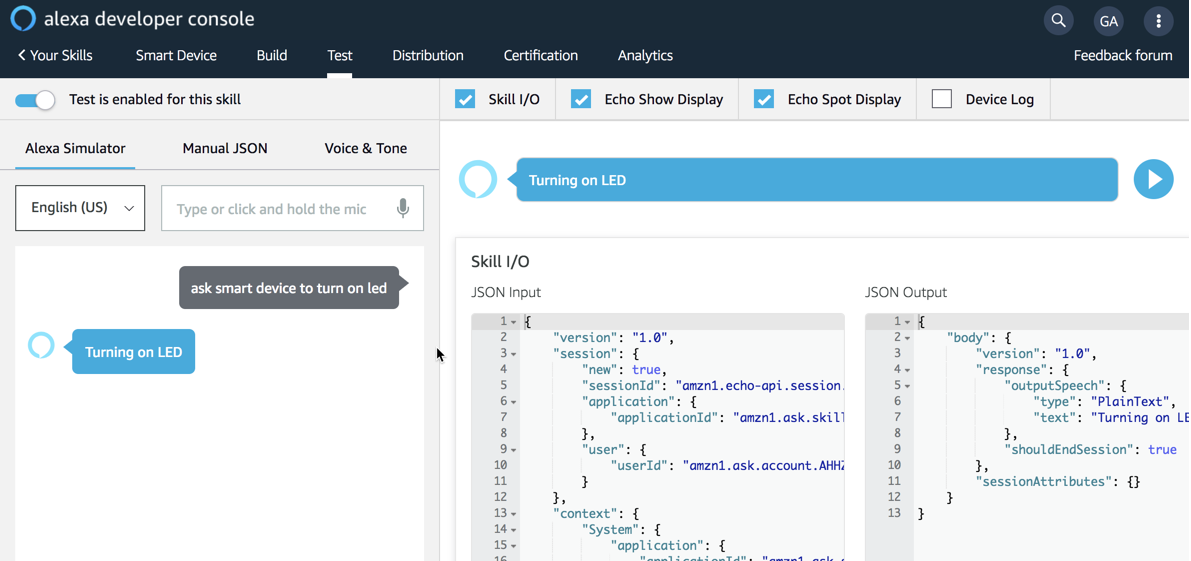 alexa developer console
GA
Your Skills
Smart Device
Build
Test
Distribution
Certification
Analytics
Feedback forum
Test is enabled for this skill
Skill I/O
Echo Show Display
Echo Spot Display
Device Log
Alexa Simulator
Manual JSON
Voice & Tone
English (US)
Type or click and hold the mic
ask smart device to turn on led
Turning on LED
Turning on LED
Skill I/O
JSON Input
1 {
2 "version": "1.0",
3 "session": {
4 "new": true,
5 "sessionId": "amzn1.echo-api.session.
6 "application": {
7 "applicationId": "amzn1.ask.skill
8 },
9 "user": {
10 "userId": "amzn1.ask.account.AHHZ
11 }
12 },
13 "context": {
14 "System": {
15 "application": {
16 "applicationId": "amzn1.ask.
JSON Output
1 {
2 "body": {
3 "version": "1.0",
4 "response": {
5 "outputSpeech": {
6 "type": "PlainText",
7 "text": "Turning on LE
8 },
9 "shouldEndSession": true
10 },
11 "sessionAttributes": {}
12 }
13 }